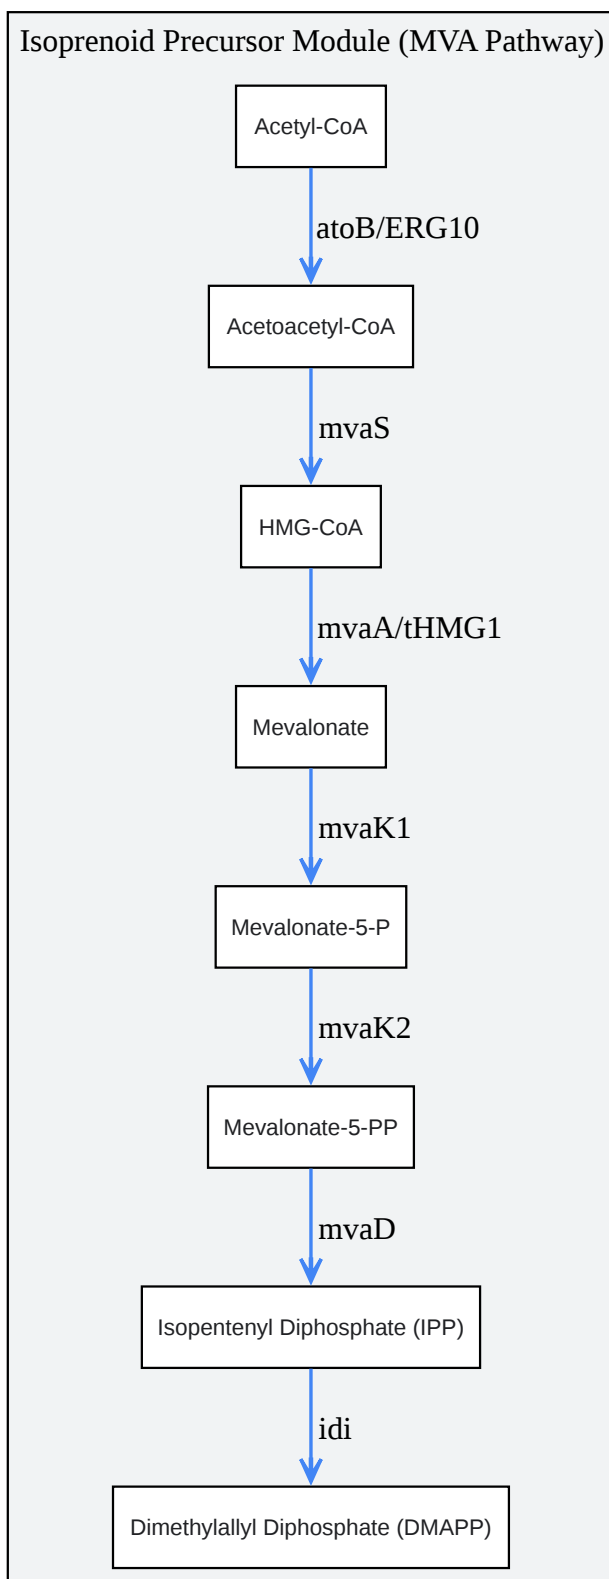 Isoprenoid Precursor Module (MVA Pathway)
Acetyl-CoA
atoB/ERG10
Acetoacetyl-CoA
mvaS
HMG-CoA
mvaA/tHMG1
Mevalonate
mvaK1
Mevalonate-5-P
mvaK2
Mevalonate-5-PP
mvaD
Isopentenyl Diphosphate (IPP)
idi
Dimethylallyl Diphosphate (DMAPP)